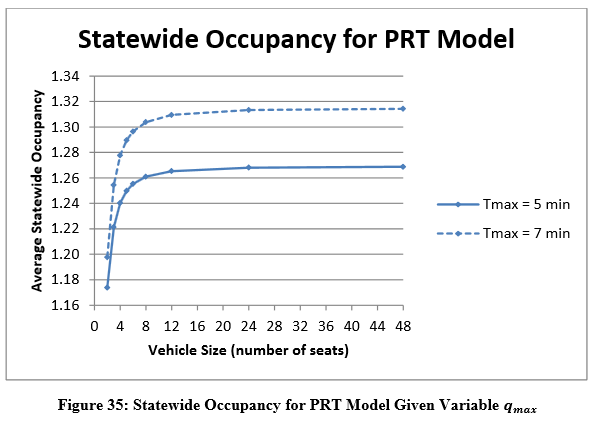 Statewide Occupancy for PRT Model
Average Statewide Occupancy
1.34
1.32
1.30
1.28
1.26
1.24
1.22
1.20
1.18
1.16
0 4 8 12 16 20 24 28 32 36 40 44 48
Vehicle Size (number of seats)
Tmax = 5 min
Tmax = 7 min
Figure 35: Statewide Occupancy for PRT Model Given Variable q_max